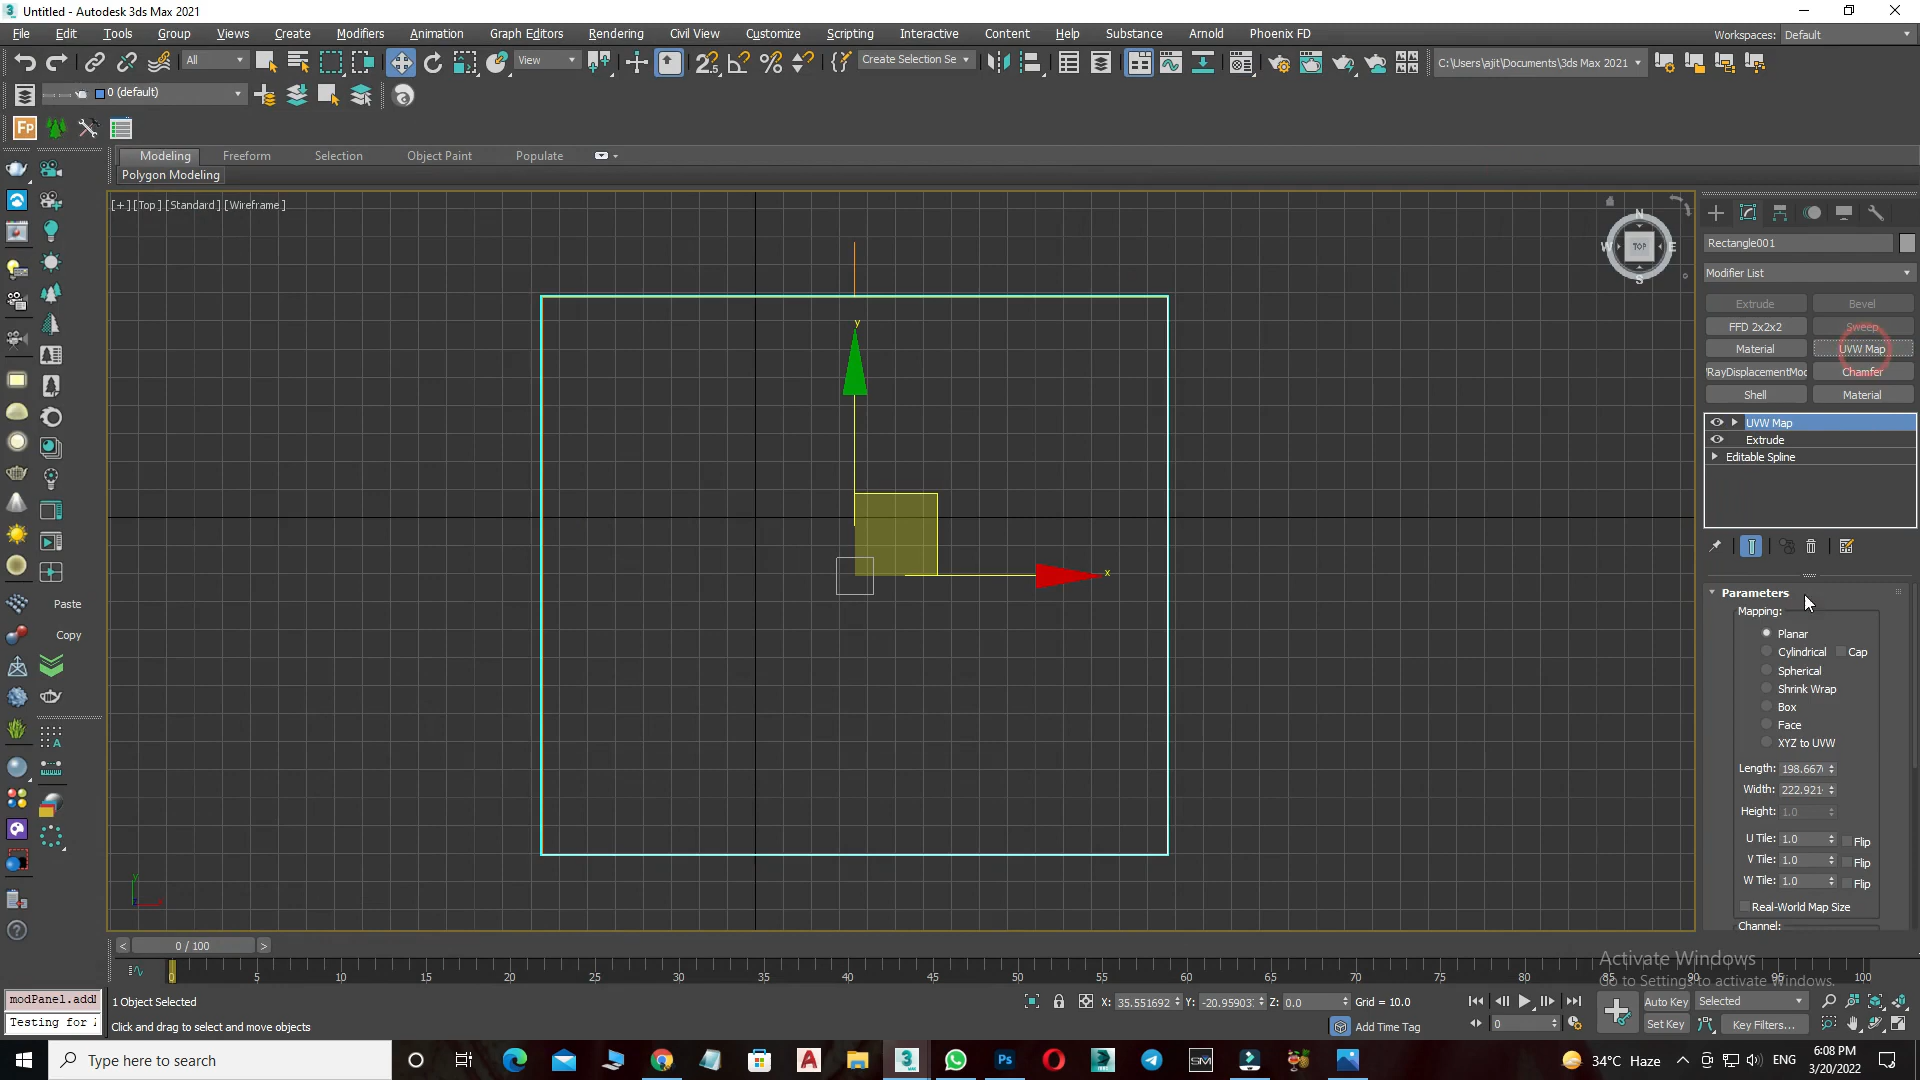 Untitled - Autodesk 3ds Max 2021
File Edit Tools Group Views Create Modifiers Animation Graph Editors Rendering Civil View Customize Scripting Interactive Content Help Substance Arnold Phoenix FD
Workspaces: Default
All
View
Create Selection Se
C:\Users\ajit\Documents\3ds Max 2021
0 (default)
Fp
Modeling Freeform Selection Object Paint Populate
Polygon Modeling
[+] [Top ] [Standard ] [Wireframe ]
N
W TOP E
S
Rectangle001
Modifier List
Extrude Bevel
FFD 2x2x2 Sweep
Material UVW Map
RayDisplacementMod Chamfer
Shell Material
UVW Map
Extrude
Editable Spline
y
x
Paste
Copy
Parameters
Mapping:
Planar
Cylindrical Cap
Spherical
Shrink Wrap
Box
Face
XYZ to UVW
Length: 198.667
Width: 222.921
Height: 1.0
U Tile: 1.0 Flip
V Tile: 1.0 Flip
W Tile: 1.0 Flip
Real-World Map Size
Channel:
< 0 / 100 >
0 5 10 15 20 25 30 35 40 45 50 55 60 65 70 75 80 85 90 95 100
Activate Windows
Go to Settings to activate Windows.
modPanel.addM
1 Object Selected
X: 35.551692 Y: -20.95903 Z: 0.0 Grid = 10.0
Auto Key Selected
Testing for
Click and drag to select and move objects
Add Time Tag
0
Set Key Key Filters...
Type here to search
Ps
A
SM
34°C Haze
ENG
6:08 PM
3/20/2022